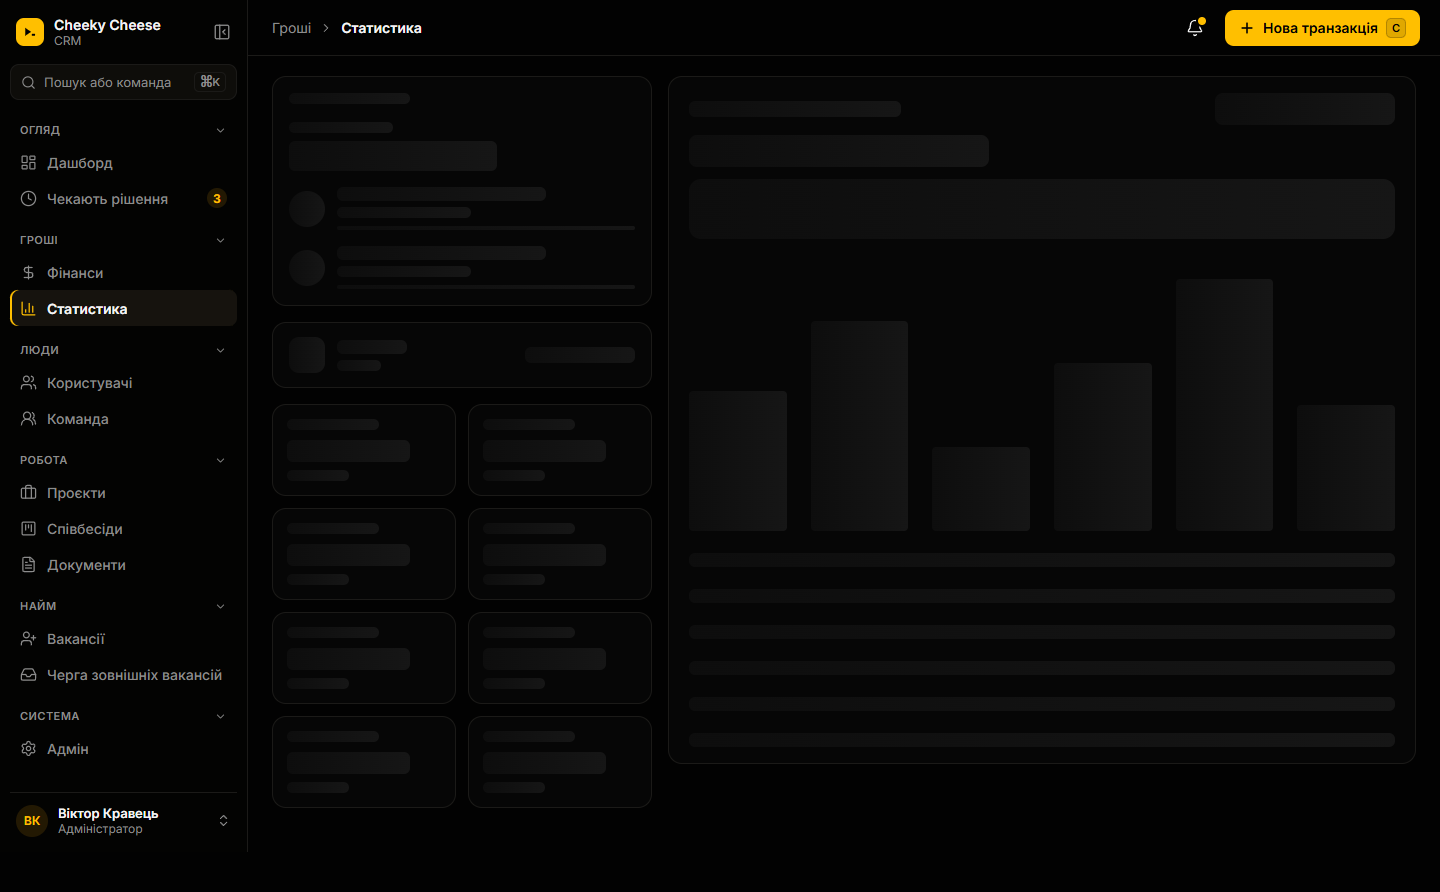 Cheeky Cheese
CRM
Пошук або команда ⌘K
ОГЛЯД
Дашборд
Чекають рішення 3
ГРОШІ
Фінанси
Статистика
ЛЮДИ
Користувачі
Команда
РОБОТА
Проєкти
Співбесіди
Документи
НАЙМ
Вакансії
Черга зовнішніх вакансій
СИСТЕМА
Адмін
ВК
Віктор Кравець
Адміністратор
Гроші > Статистика
+ Нова транзакція C